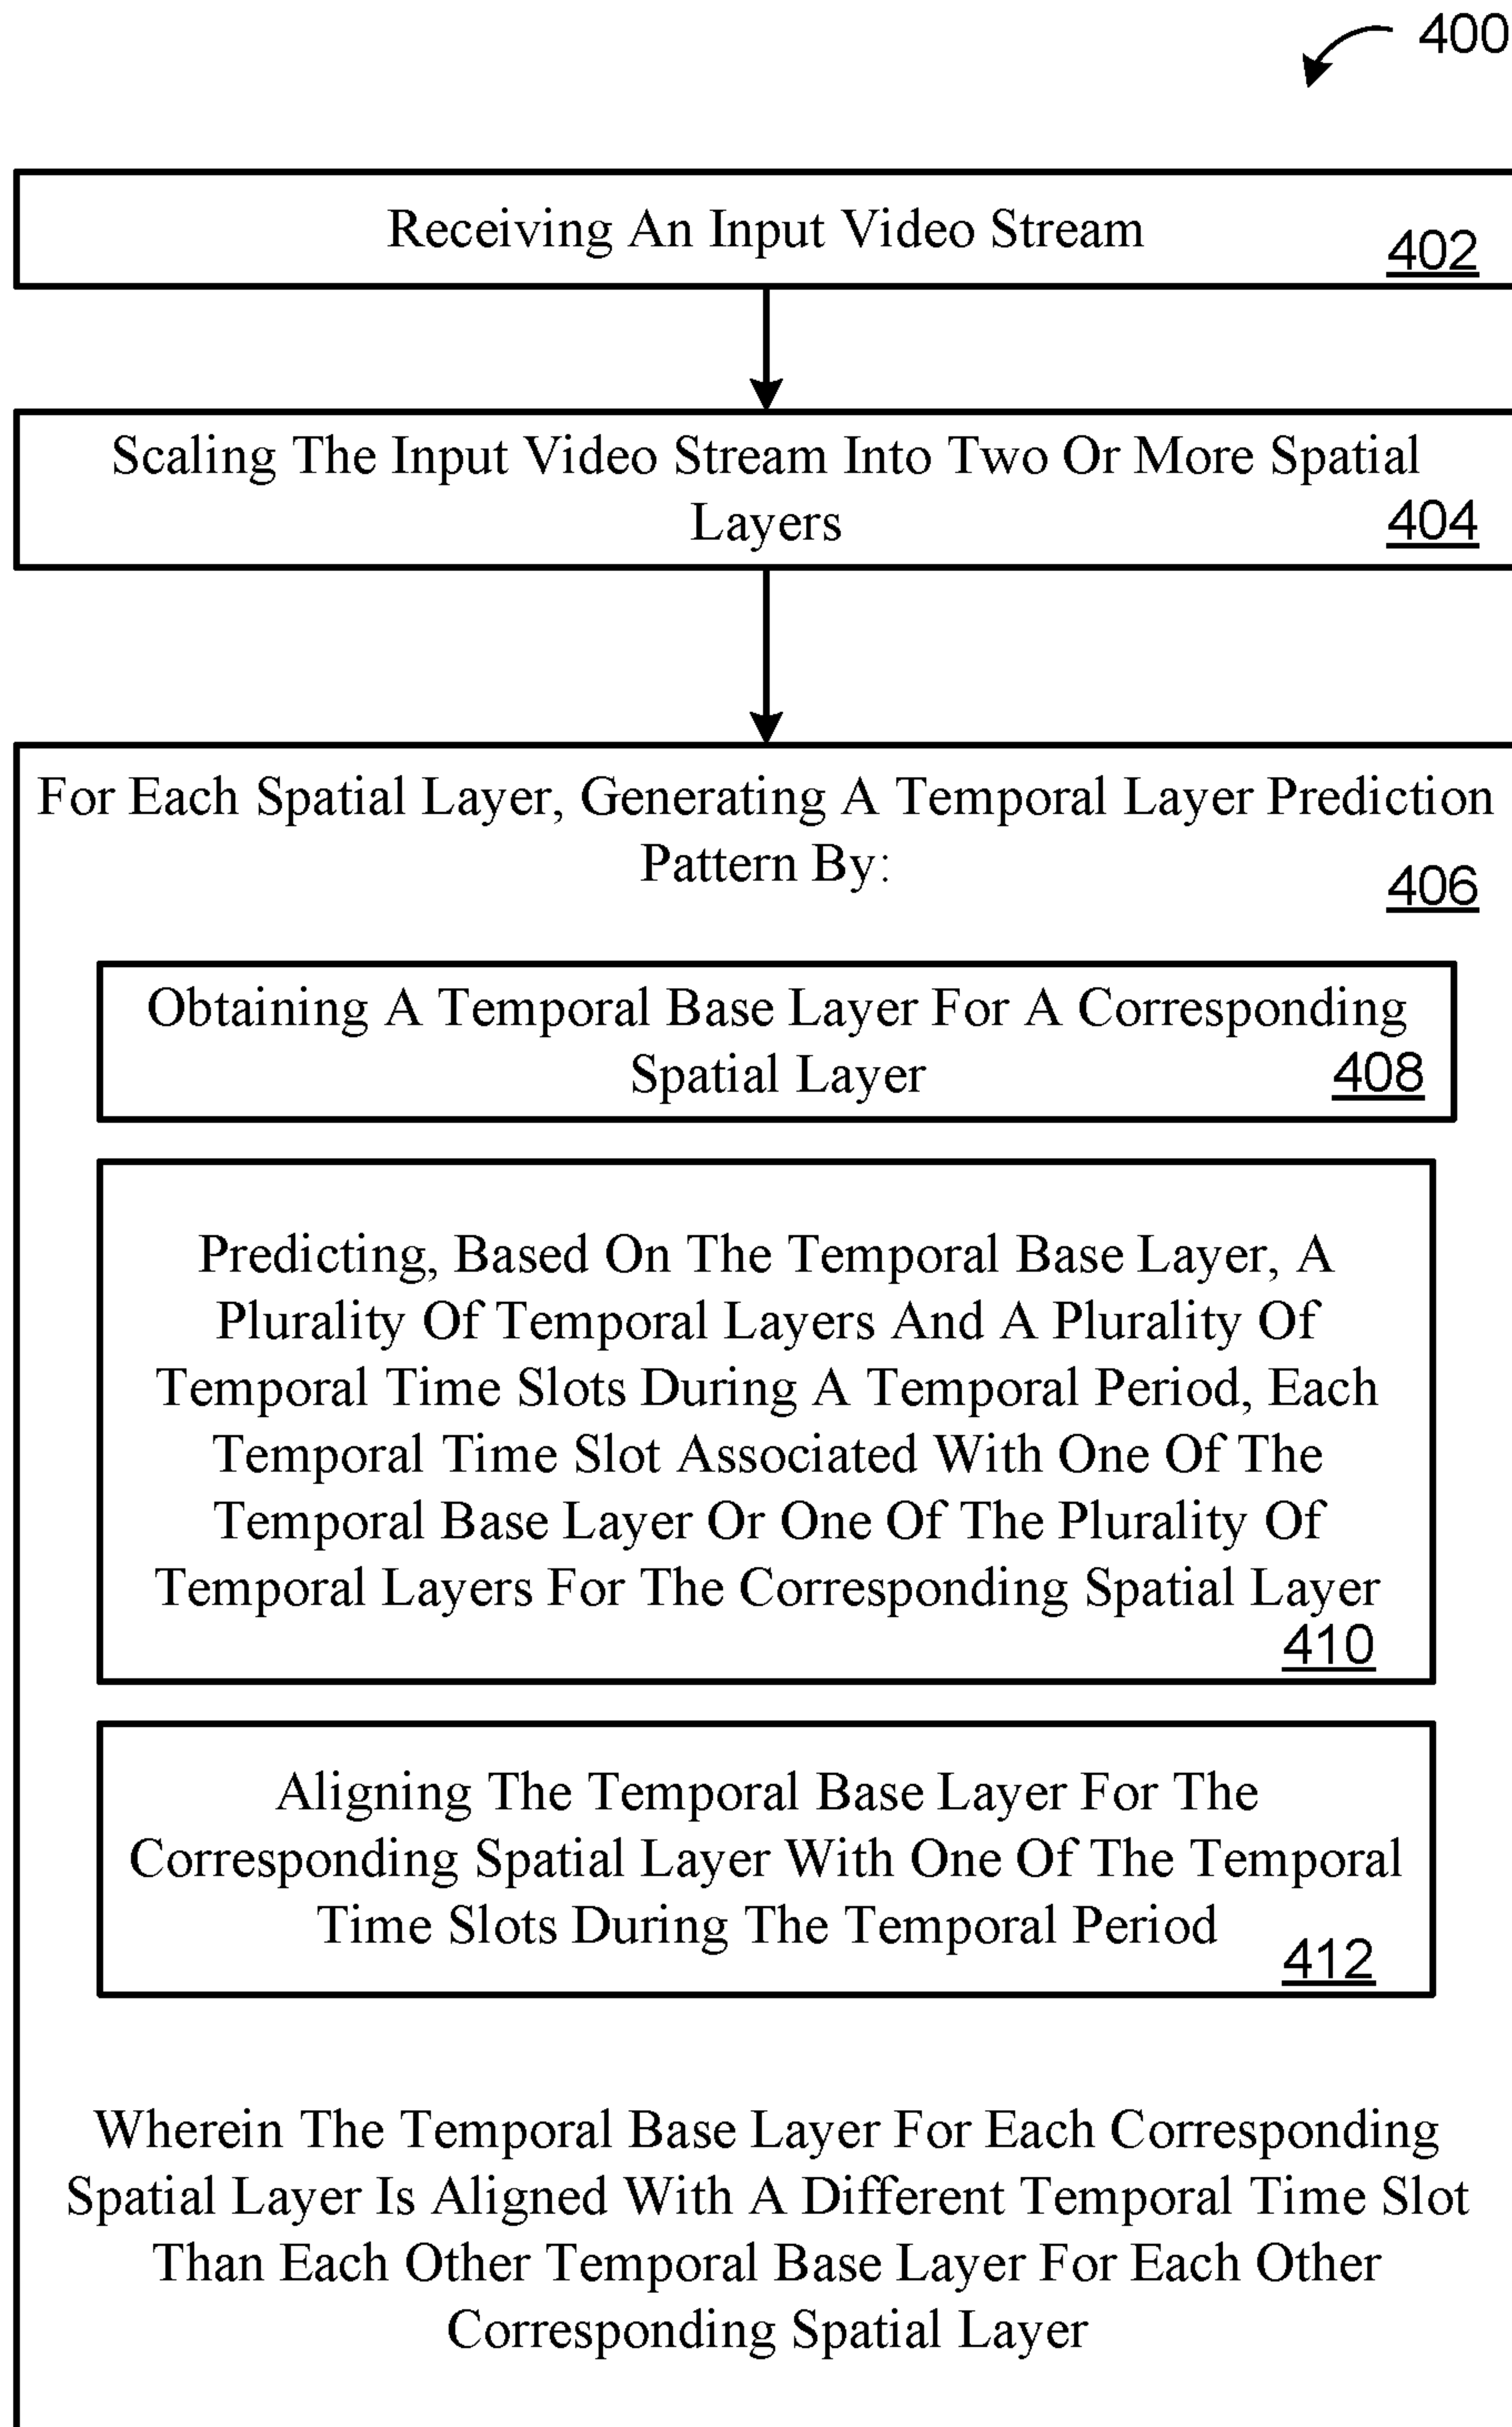 400
Receiving An Input Video Stream
402
Scaling The Input Video Stream Into Two Or More Spatial
Layers
404
For Each Spatial Layer, Generating A Temporal Layer Prediction
Pattern By:
406
Obtaining A Temporal Base Layer For A Corresponding
Spatial Layer
408
Predicting, Based On The Temporal Base Layer, A
Plurality Of Temporal Layers And A Plurality Of
Temporal Time Slots During A Temporal Period, Each
Temporal Time Slot Associated With One Of The
Temporal Base Layer Or One Of The Plurality Of
Temporal Layers For The Corresponding Spatial Layer
410
Aligning The Temporal Base Layer For The
Corresponding Spatial Layer With One Of The Temporal
Time Slots During The Temporal Period
412
Wherein The Temporal Base Layer For Each Corresponding
Spatial Layer Is Aligned With A Different Temporal Time Slot
Than Each Other Temporal Base Layer For Each Other
Corresponding Spatial Layer